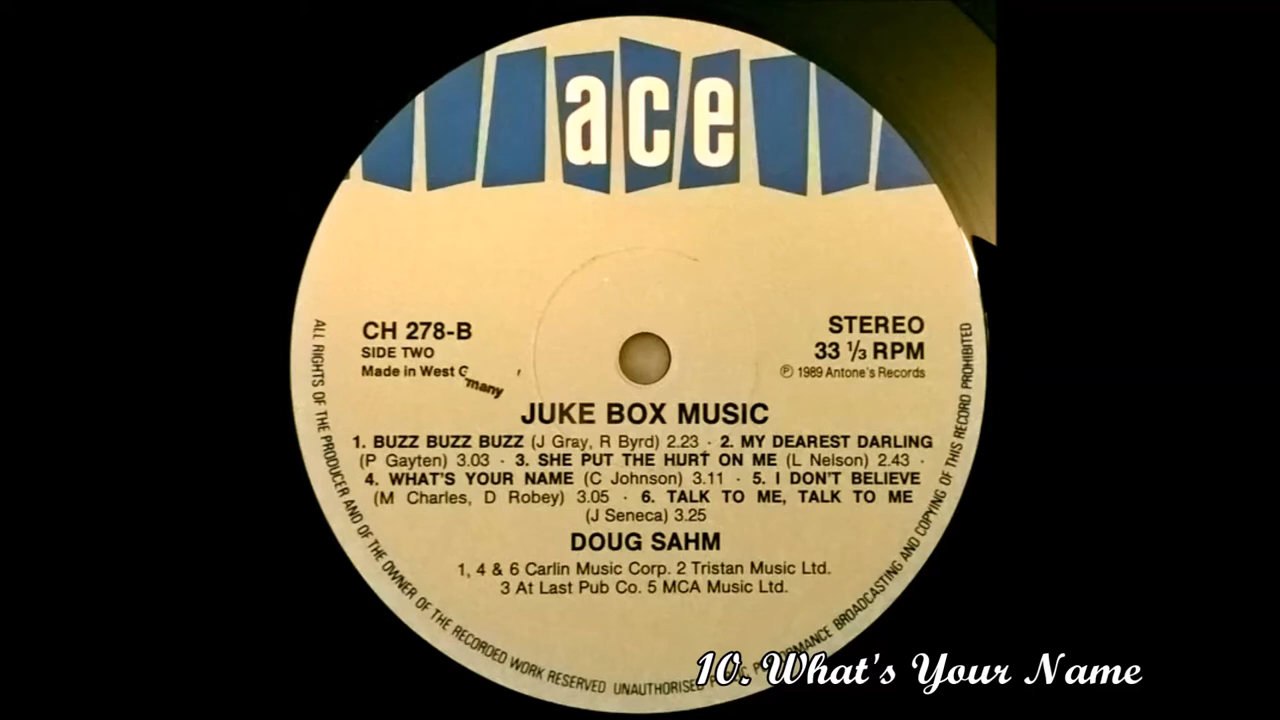 ace
CH 278-B
SIDE TWO
Made in West G many
STEREO
33 ⅓ RPM
℗ 1989 Antone's Records
JUKE BOX MUSIC
1. BUZZ BUZZ BUZZ (J Gray, R Byrd) 2.23 · 2. MY DEAREST DARLING
(P Gayten) 3.03 · 3. SHE PUT THE HURT ON ME (L Nelson) 2.43 ·
4. WHAT'S YOUR NAME (C Johnson) 3.11 · 5. I DON'T BELIEVE
(M Charles, D Robey) 3.05 · 6. TALK TO ME, TALK TO ME
(J Seneca) 3.25
DOUG SAHM
1, 4 & 6 Carlin Music Corp. 2 Tristan Music Ltd.
3 At Last Pub Co. 5 MCA Music Ltd.
ALL RIGHTS OF THE PRODUCER AND OF THE OWNER OF THE RECORDED WORK RESERVED UNAUTHORISED PERFORMANCE BROADCASTING AND COPYING OF THIS RECORD PROHIBITED
10. What's Your Name